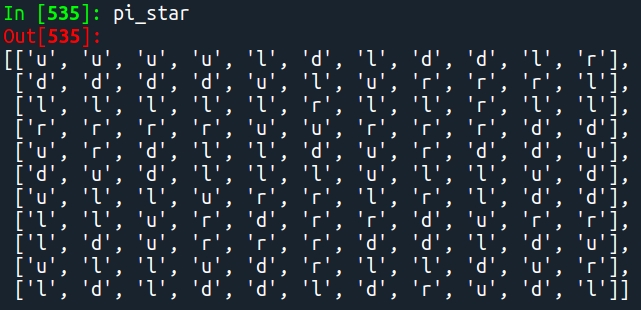 In [535]: pi_star
Out[535]:
[['u', 'u', 'u', 'u', 'l', 'd', 'l', 'd', 'd', 'l', 'r'],
['d', 'd', 'd', 'd', 'u', 'l', 'u', 'r', 'r', 'r', 'l'],
['l', 'l', 'l', 'l', 'l', 'r', 'l', 'l', 'r', 'l', 'l'],
['r', 'r', 'r', 'r', 'u', 'u', 'r', 'r', 'r', 'd', 'd'],
['u', 'r', 'd', 'l', 'l', 'd', 'u', 'r', 'd', 'd', 'u'],
['d', 'u', 'd', 'l', 'l', 'l', 'u', 'l', 'l', 'u', 'd'],
['u', 'l', 'l', 'u', 'r', 'r', 'l', 'r', 'l', 'd', 'd'],
['l', 'l', 'u', 'r', 'd', 'r', 'r', 'd', 'u', 'r', 'r'],
['l', 'd', 'u', 'r', 'r', 'r', 'd', 'd', 'l', 'd', 'u'],
['u', 'l', 'l', 'u', 'd', 'r', 'l', 'l', 'd', 'u', 'r'],
['l', 'd', 'l', 'd', 'd', 'l', 'd', 'r', 'u', 'd', 'l']]